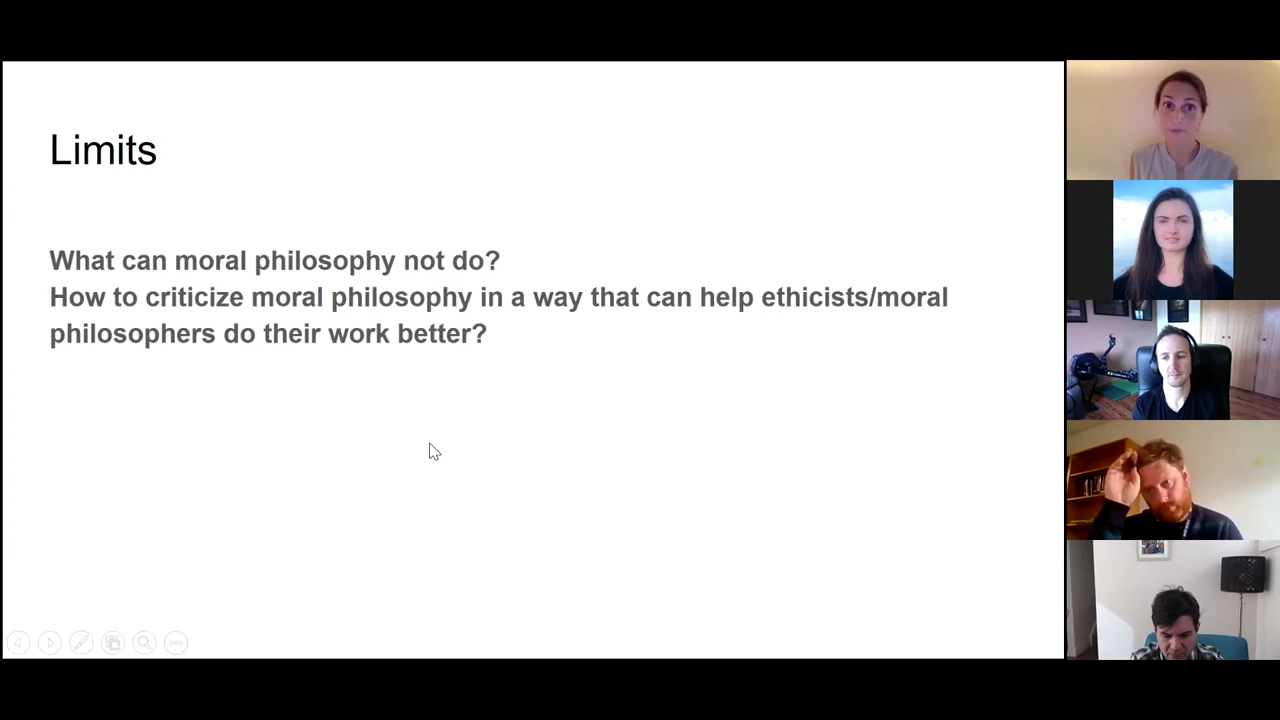 Limits
What can moral philosophy not do?
How to criticize moral philosophy in a way that can help ethicists/moral
philosophers do their work better?